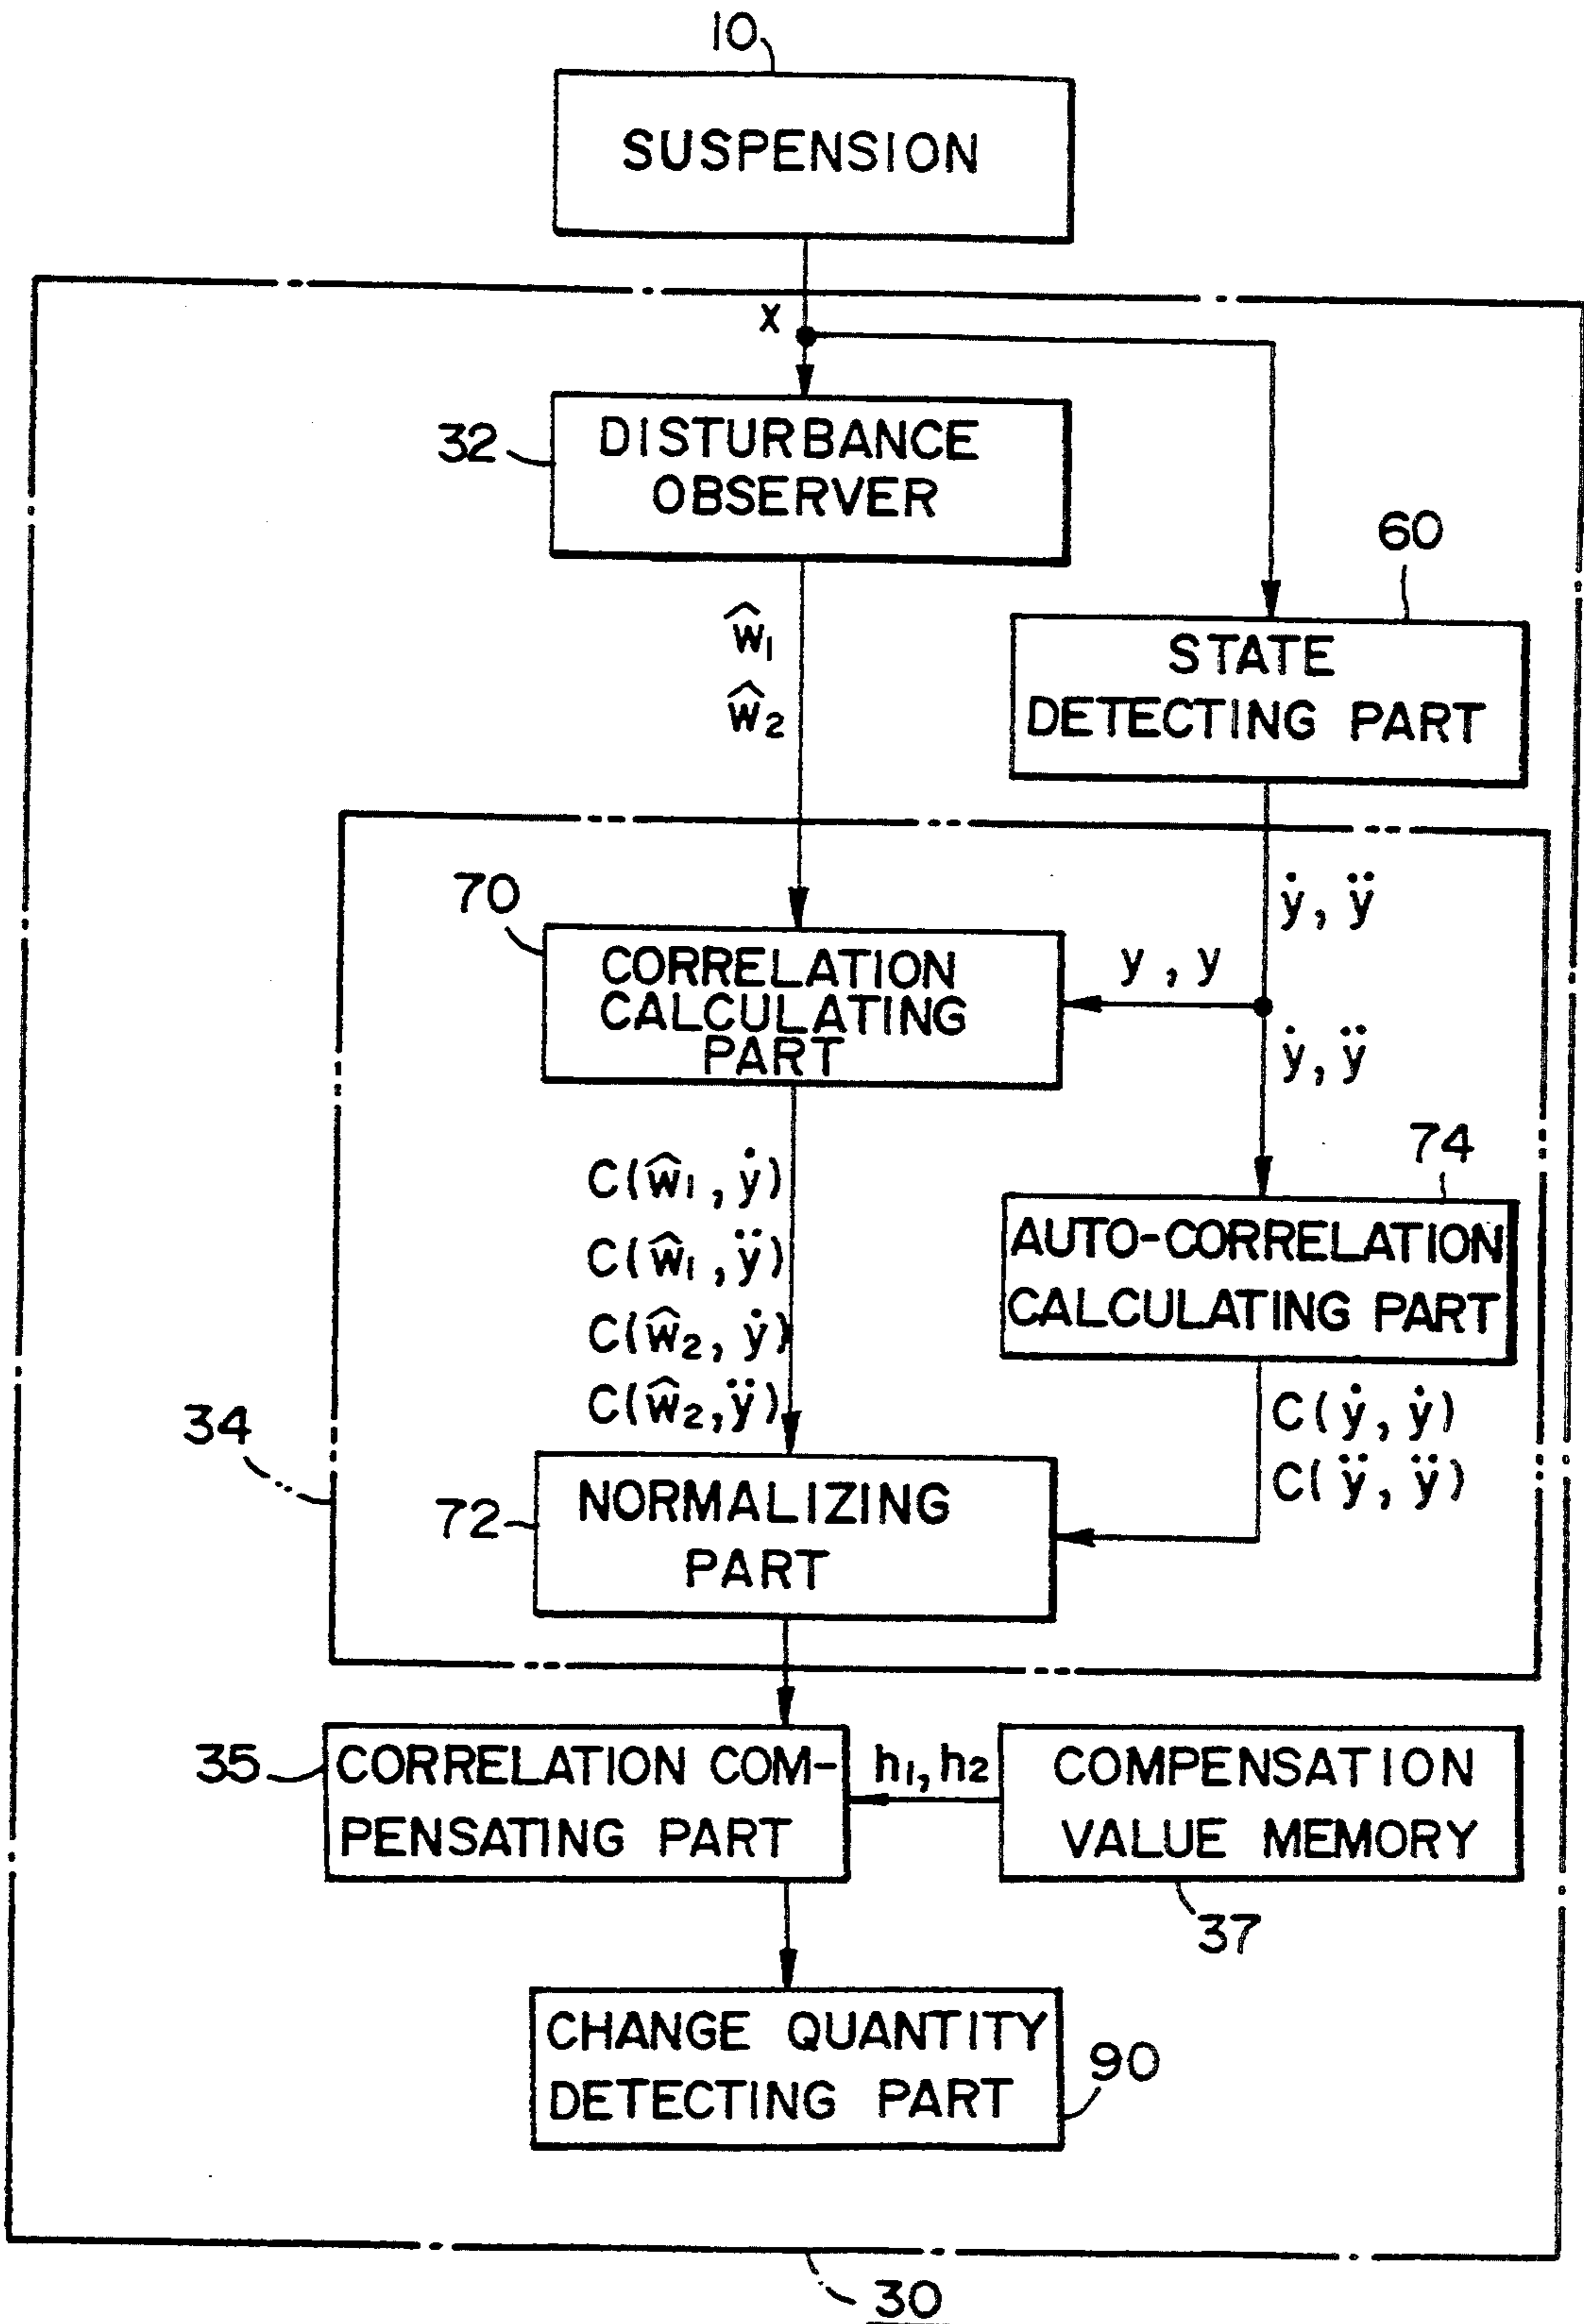 10
SUSPENSION
x
32
DISTURBANCE
OBSERVER
60
ŵ₁
ŵ₂
STATE
DETECTING PART
70
ẏ, ÿ
CORRELATION
CALCULATING
PART
y , y
ẏ, ÿ
74
C(ŵ₁, ẏ)
C(ŵ₁, ÿ)
C(ŵ₂, ẏ)
C(ŵ₂, ÿ)
AUTO-CORRELATION
CALCULATING PART
C(ẏ, ẏ)
C(ÿ, ÿ)
34
72
NORMALIZING
PART
35
CORRELATION COM-
PENSATING PART
h₁, h₂
COMPENSATION
VALUE MEMORY
37
CHANGE QUANTITY
DETECTING PART
90
30